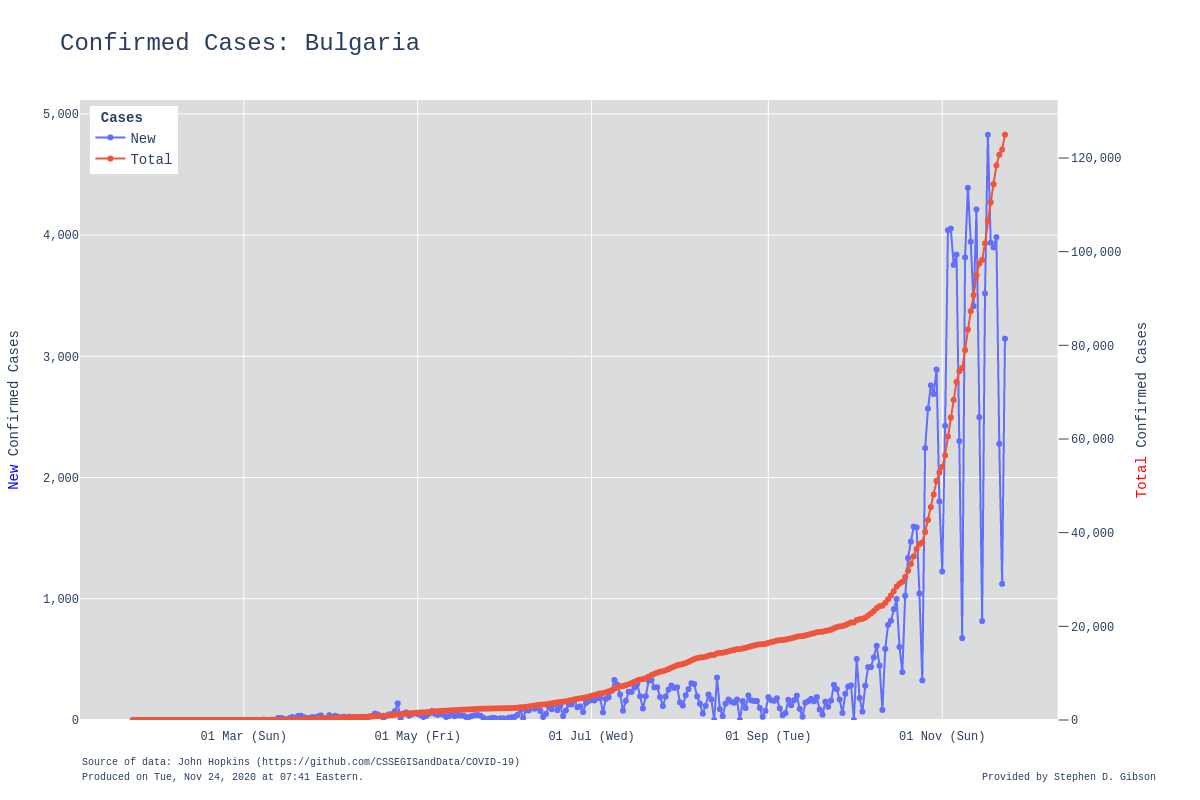 Confirmed Cases: Bulgaria
Cases
New
Total
5,000
4,000
3,000
2,000
1,000
0
New Confirmed Cases
120,000
100,000
80,000
60,000
40,000
20,000
0
Total Confirmed Cases
01 Mar (Sun)
01 May (Fri)
01 Jul (Wed)
01 Sep (Tue)
01 Nov (Sun)
Source of data: John Hopkins (https://github.com/CSSEGISandData/COVID-19)
Produced on Tue, Nov 24, 2020 at 07:41 Eastern.
Provided by Stephen D. Gibson